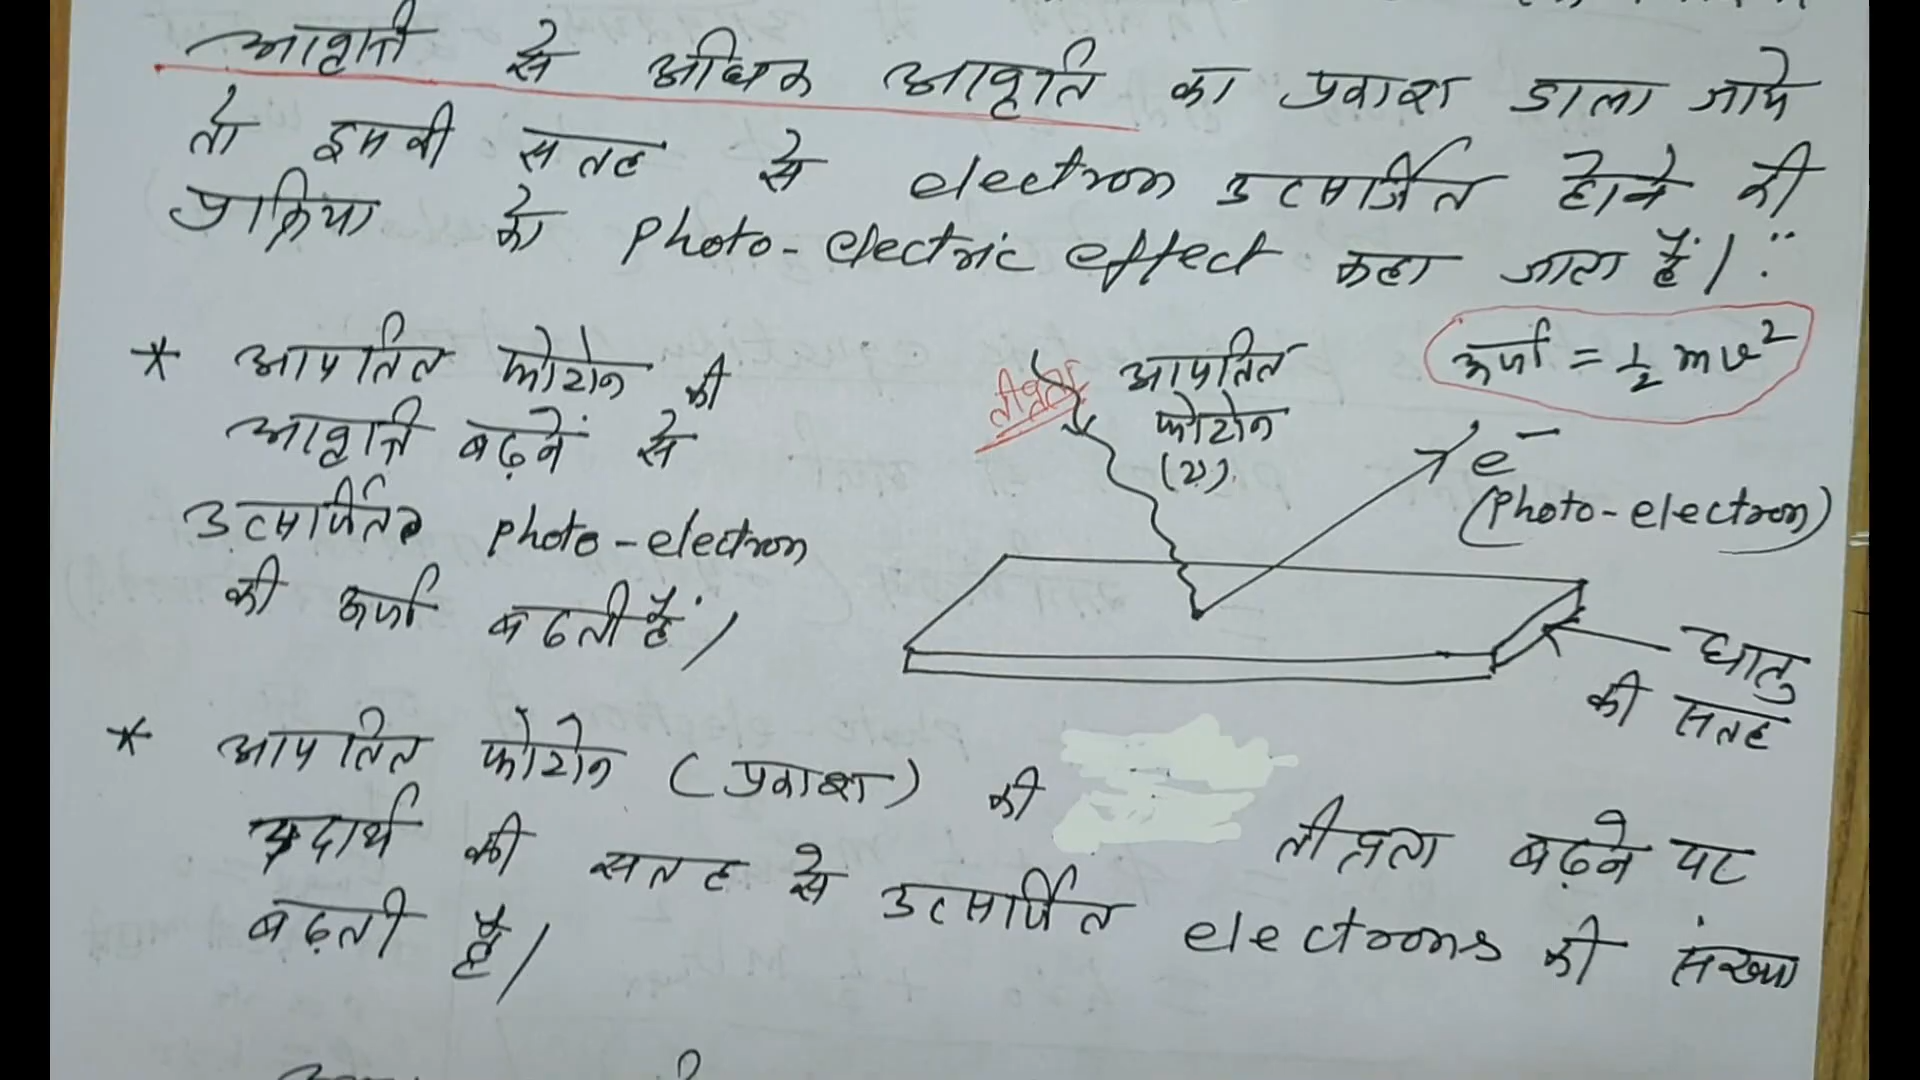 आवृत्ति से अधिक आवृति का प्रकाश डाला जाये
तो इसकी सतह से electron उत्सर्जित होने की
प्रक्रिया को photo-electric effect कहा जाता हैं।
ऊर्जा = 1/2 mv²
* आपतित फोटोन की
आवृत्ति बढ़ने से
उत्सर्जित photo-electron
की ऊर्जा बढती हैं।
तीव्रता
आपतित
फोटोन
(ν)
e⁻
(photo-electron)
धातु
की सतह
* आपतित फोटोन (प्रकाश) की तीव्रता बढ़ने पर
पदार्थ की सतह से उत्सर्जित electrons की संख्या
बढ़ती हैं।